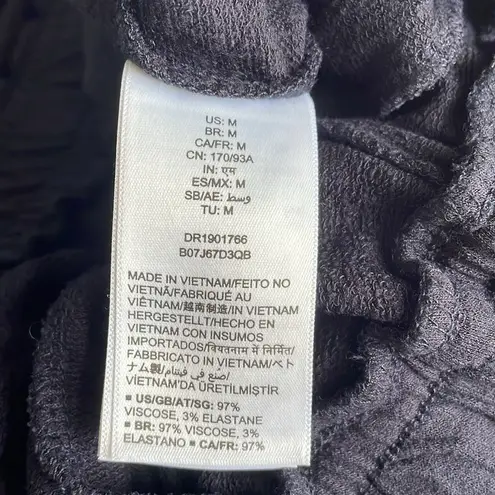 US: M
BR: M
CA/FR: M
CN: 170/93A
IN: एम
ES/MX: M
SB/AE: وسط
TU: M
DR1901766
B07J67D3QB
MADE IN VIETNAM/FEITO NO
VIETNÃ/FABRIQUÉ AU
VIÊTNAM/越南制造/IN VIETNAM
HERGESTELLT/HECHO EN
VIETNAM CON INSUMOS
IMPORTADOS/वियतनाम में निर्मित/
FABBRICATO IN VIETNAM/ベト
ナム製/اصنع في فيتنام/
VİETNAM'DA ÜRETİLMİŞTİR
■ US/GB/AT/SG: 97%
VISCOSE, 3% ELASTANE
■ BR: 97% VISCOSE, 3%
ELASTANO ■ CA/FR: 97%